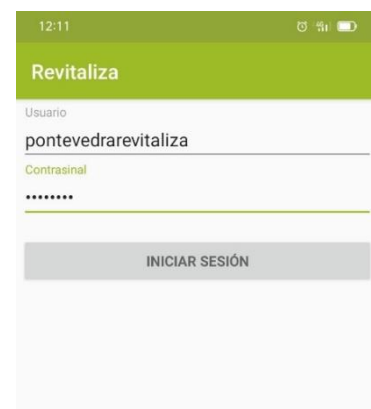 12:11
Revitaliza
Usuario
pontevedrarevitaliza
Contrasinal
••••••••
INICIAR SESIÓN